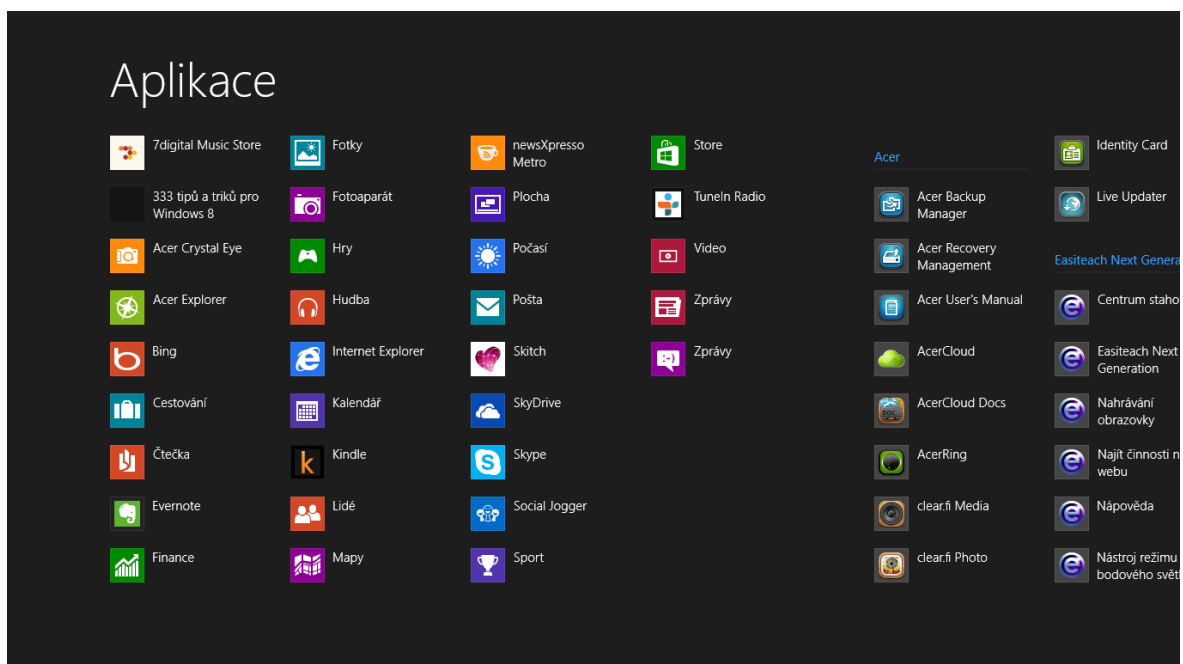 Aplikace
7digital Music Store
333 tipů a triků pro
Windows 8
Acer Crystal Eye
Acer Explorer
Bing
Cestování
Čtečka
Evernote
Finance
Fotky
Fotoaparát
Hry
Hudba
Internet Explorer
Kalendář
Kindle
Lidé
Mapy
newsXpresso
Metro
Plocha
Počasí
Pošta
Skitch
SkyDrive
Skype
Social Jogger
Sport
Store
TuneIn Radio
Video
Zprávy
Zprávy
Acer
Acer Backup
Manager
Acer Recovery
Management
Acer User's Manual
AcerCloud
AcerCloud Docs
AcerRing
clear.fi Media
clear.fi Photo
Identity Card
Live Updater
Easiteach Next Genera
Centrum staho
Easiteach Next
Generation
Nahrávání
obrazovky
Najít činnosti n
webu
Nápověda
Nástroj režimu
bodového světl